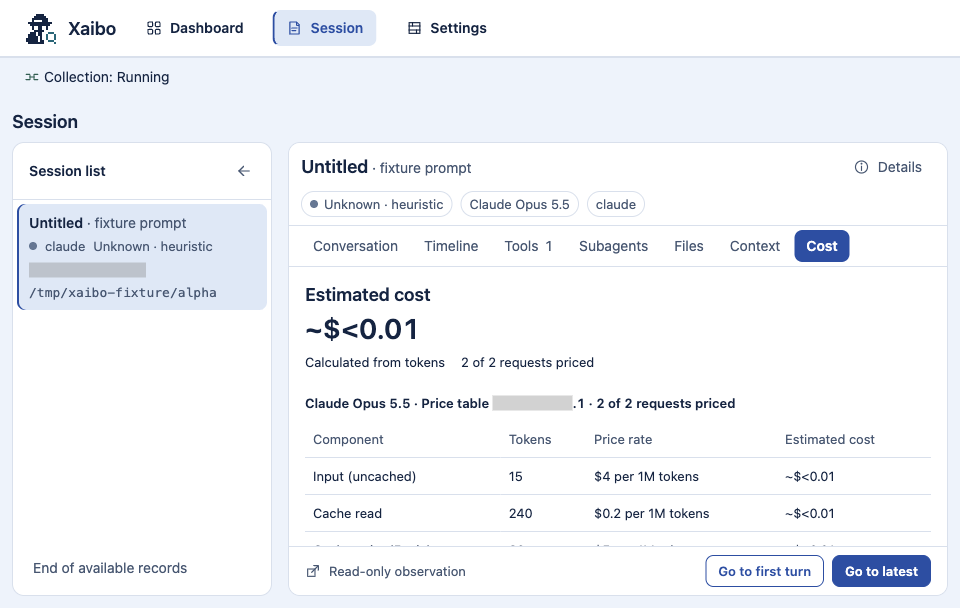 Xaibo
Dashboard
Session
Settings
Collection: Running
Session
Session list
Untitled · fixture prompt
claude Unknown · heuristic
/tmp/xaibo-fixture/alpha
End of available records
Untitled · fixture prompt
Details
Unknown · heuristic
Claude Opus 5.5
claude
Conversation Timeline Tools 1 Subagents Files Context Cost
Estimated cost
~$<0.01
Calculated from tokens 2 of 2 requests priced
Claude Opus 5.5 · Price table .1 · 2 of 2 requests priced
Component Tokens Price rate Estimated cost
Input (uncached) 15 $4 per 1M tokens ~$<0.01
Cache read 240 $0.2 per 1M tokens ~$<0.01
Read-only observation
Go to first turn
Go to latest